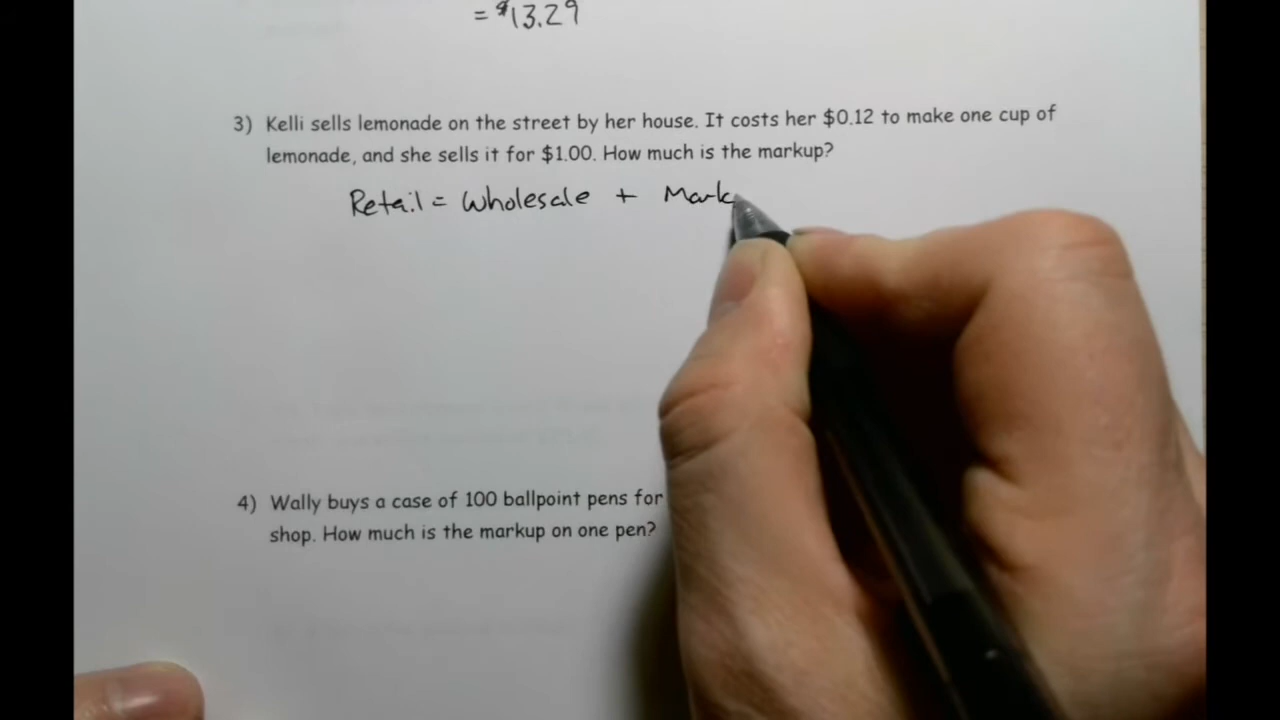 = $13.29
3) Kelli sells lemonade on the street by her house. It costs her $0.12 to make one cup of
lemonade, and she sells it for $1.00. How much is the markup?
Retail = Wholesale + Mark
4) Wally buys a case of 100 ballpoint pens for
shop. How much is the markup on one pen?